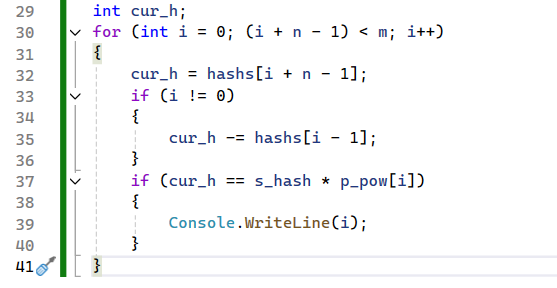 29 int cur_h;
30 for (int i = 0; (i + n - 1) < m; i++)
31 {
32 cur_h = hashs[i + n - 1];
33 if (i != 0)
34 {
35 cur_h -= hashs[i - 1];
36 }
37 if (cur_h == s_hash * p_pow[i])
38 {
39 Console.WriteLine(i);
40 }
41 }